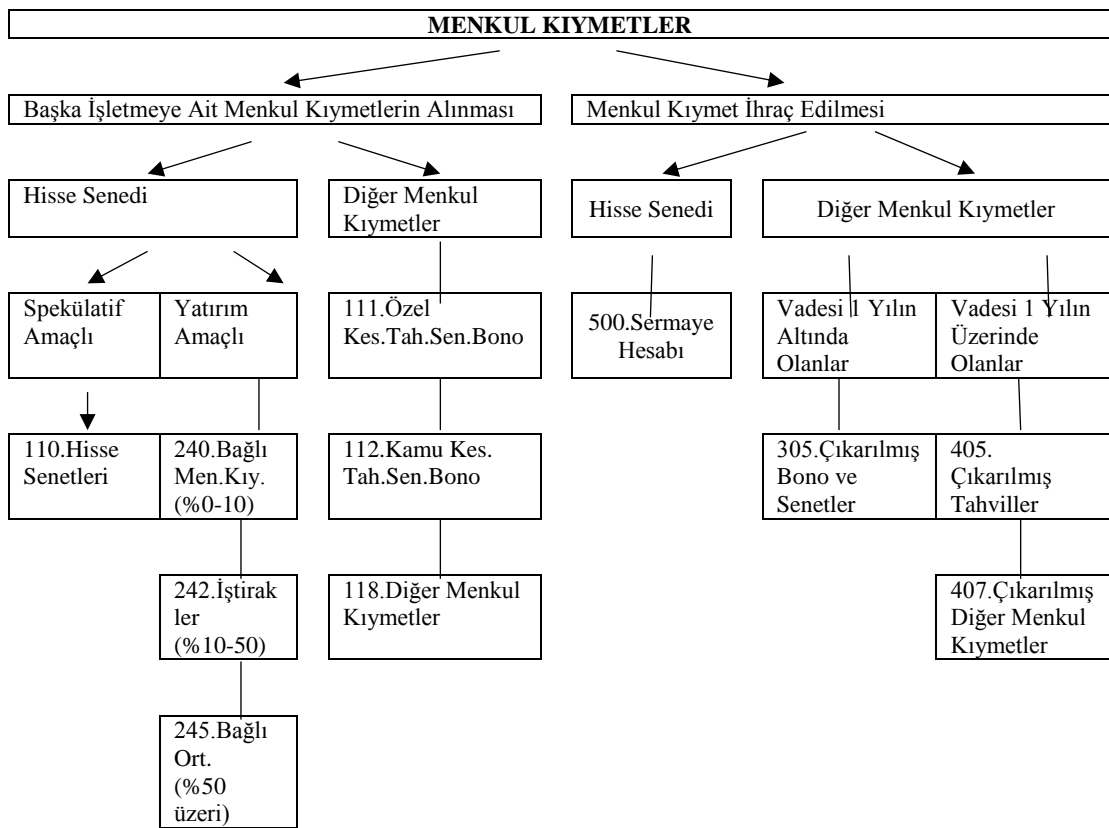 MENKUL KIYMETLER
Başka İşletmeye Ait Menkul Kıymetlerin Alınması
Menkul Kıymet İhraç Edilmesi
Hisse Senedi
Diğer Menkul
Kıymetler
Hisse Senedi
Diğer Menkul Kıymetler
Spekülatif
Amaçlı
Yatırım
Amaçlı
111.Özel
Kes.Tah.Sen.Bono
500.Sermaye
Hesabı
Vadesi 1 Yılın
Altında
Olanlar
Vadesi 1 Yılın
Üzerinde
Olanlar
110.Hisse
Senetleri
240.Bağlı
Men.Kıy.
(%0-10)
112.Kamu Kes.
Tah.Sen.Bono
305.Çıkarılmış
Bono ve
Senetler
405.
Çıkarılmış
Tahviller
242.İştirak
ler
(%10-50)
118.Diğer Menkul
Kıymetler
407.Çıkarılmış
Diğer Menkul
Kıymetler
245.Bağlı
Ort.
(%50
üzeri)